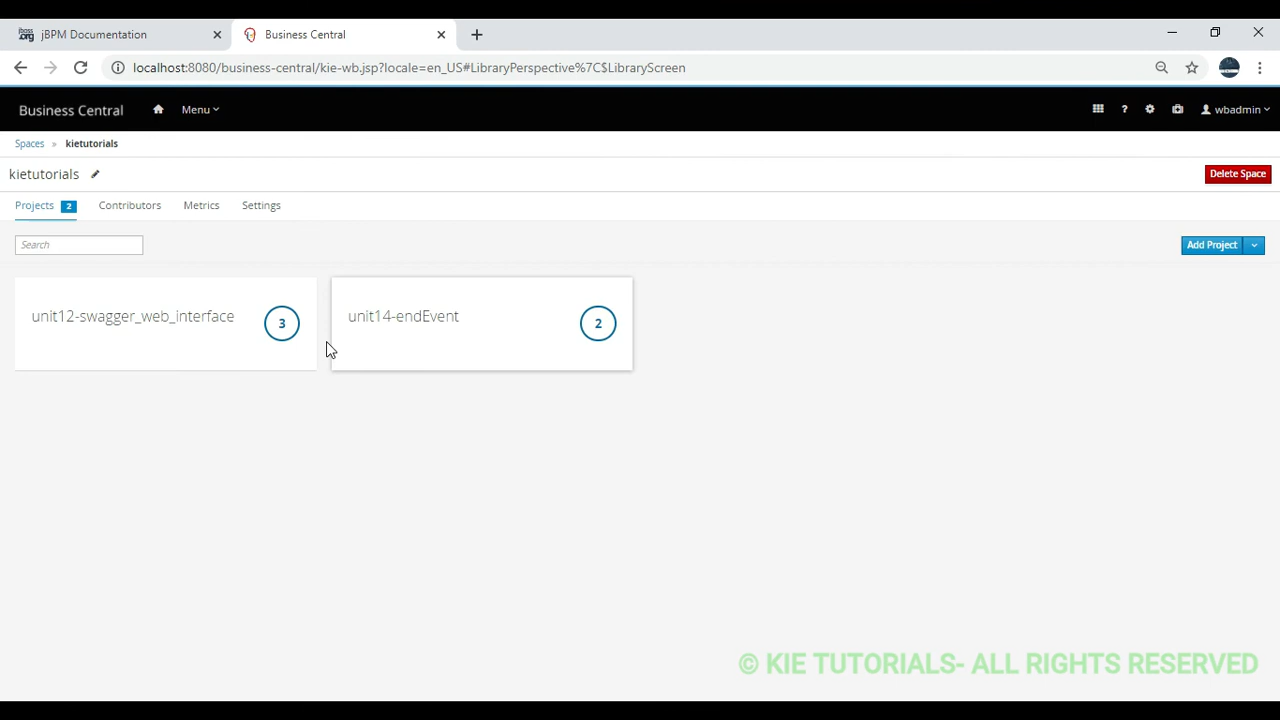 jboss.org jBPM Documentation
Business Central
localhost:8080/business-central/kie-wb.jsp?locale=en_US#LibraryPerspective%7C$LibraryScreen
Business Central Menu ? wbadmin
Spaces » kietutorials
kietutorials Delete Space
Projects 2 Contributors Metrics Settings
Search Add Project
unit12-swagger_web_interface 3
unit14-endEvent 2
© KIE TUTORIALS- ALL RIGHTS RESERVED